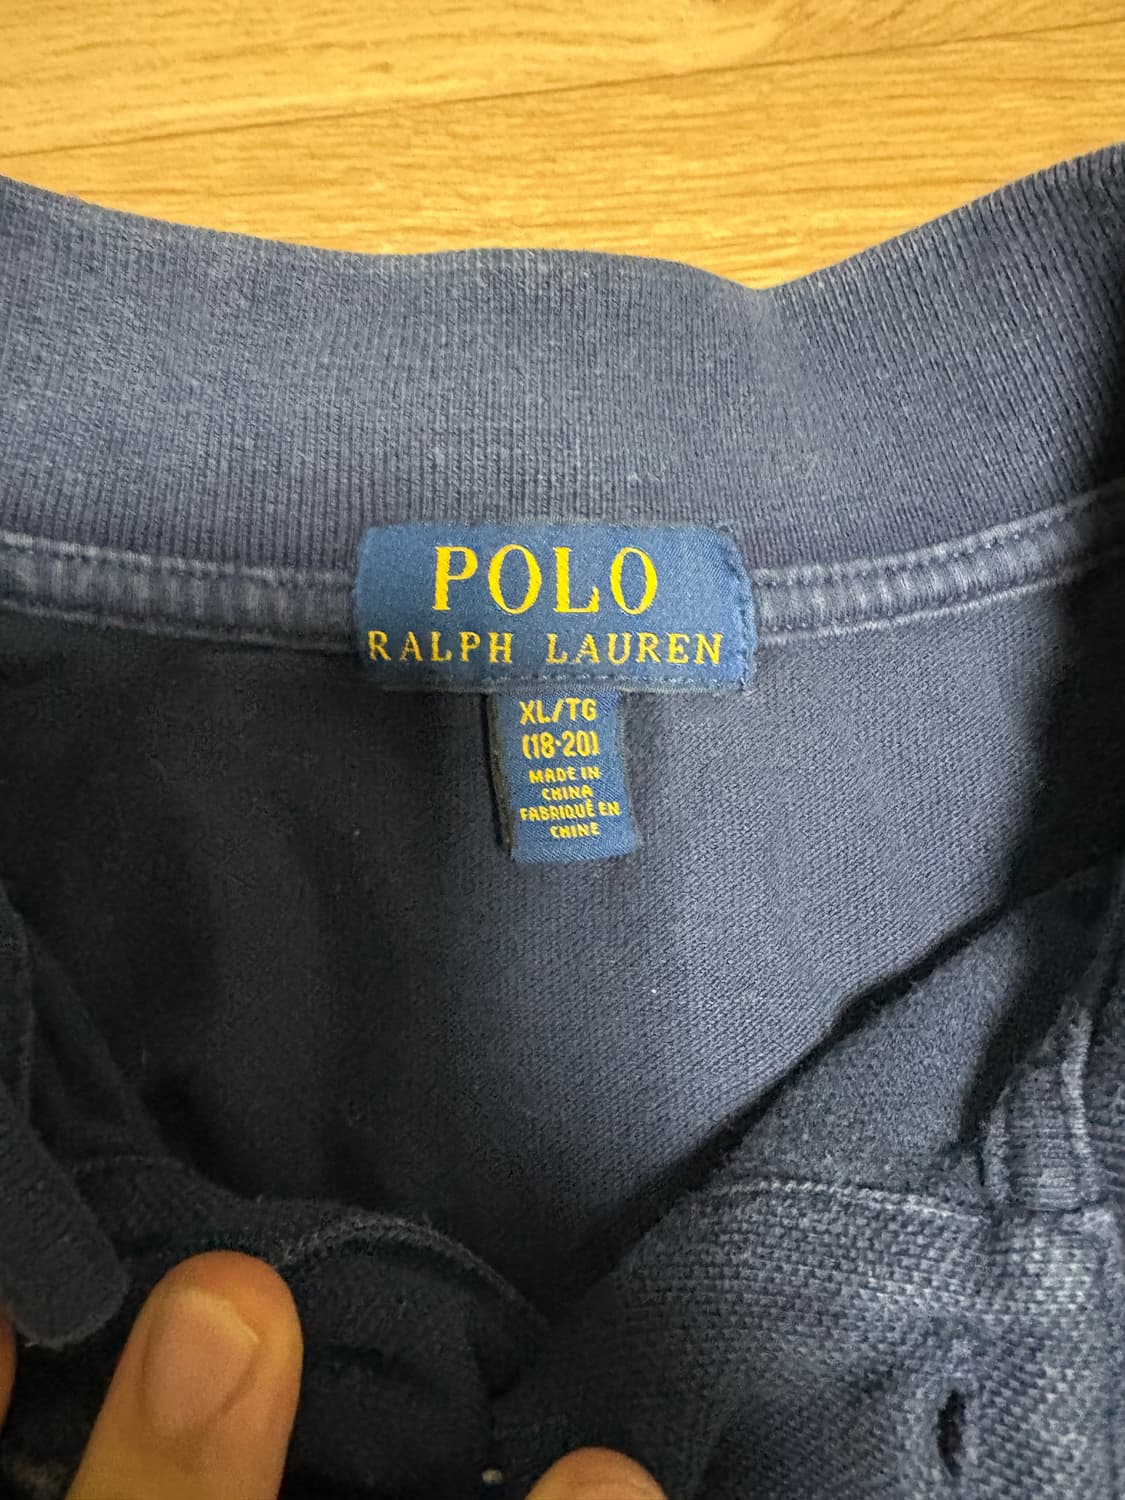 POLO
RALPH LAUREN
XL/TG
(18-20)
MADE IN
CHINA
FABRIQUÉ EN
CHINE